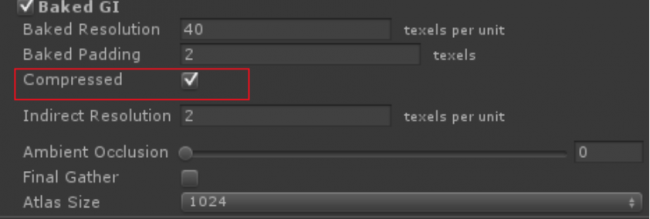 Baked GI
Baked Resolution 40 texels per unit
Baked Padding 2 texels
Compressed
Indirect Resolution 2 texels per unit
Ambient Occlusion 0
Final Gather
Atlas Size 1024